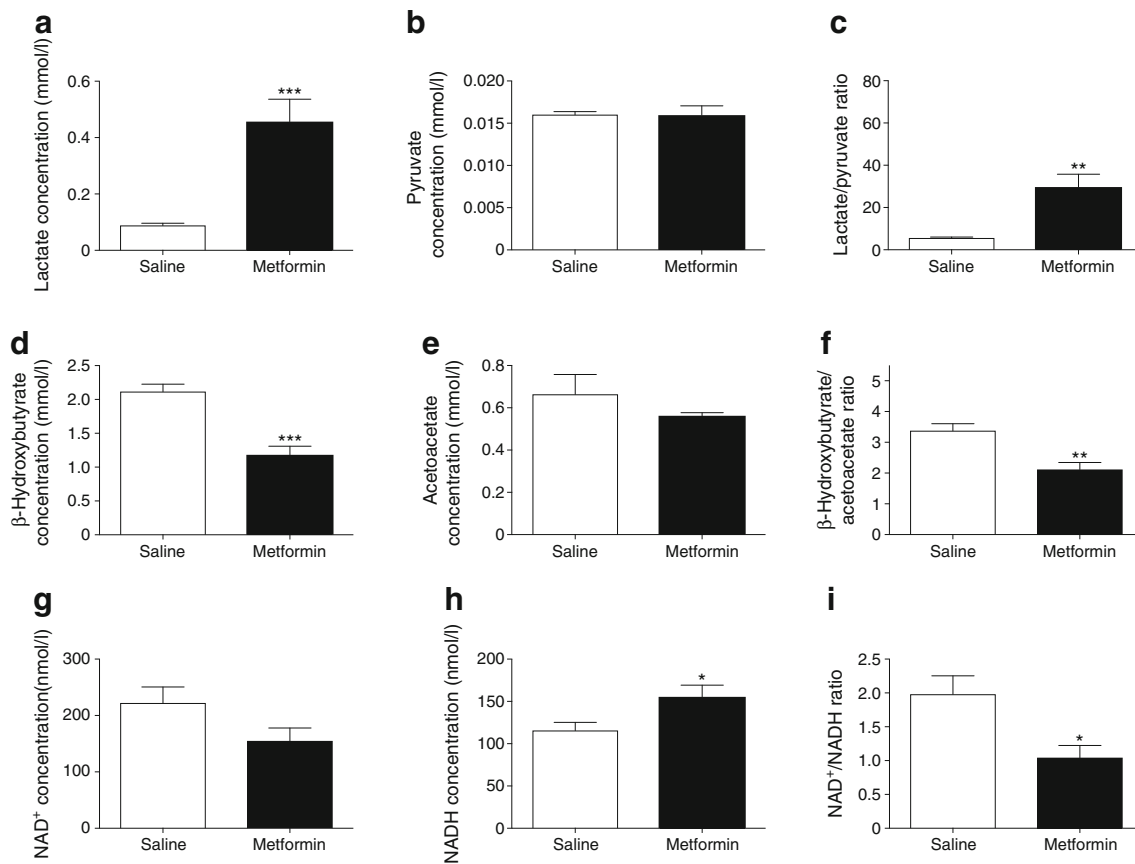 a
Lactate concentration (mmol/l)
0.6
0.4
0.2
0
***
Saline
Metformin
b
Pyruvate
concentration (mmol/l)
0.020
0.015
0.010
0.005
0
Saline
Metformin
c
Lactate/pyruvate ratio
80
60
40
20
0
**
Saline
Metformin
d
β-Hydroxybutyrate
concentration (mmol/l)
2.5
2.0
1.5
1.0
0.5
0
***
Saline
Metformin
e
Acetoacetate
concentration (mmol/l)
0.8
0.6
0.4
0.2
0
Saline
Metformin
f
β-Hydroxybutyrate/
acetoacetate ratio
5
4
3
2
1
0
**
Saline
Metformin
g
NAD⁺ concentration(nmol/l)
300
200
100
0
Saline
Metformin
h
NADH concentration (nmol/l)
200
150
100
50
0
*
Saline
Metformin
i
NAD⁺/NADH ratio
2.5
2.0
1.5
1.0
0.5
0
*
Saline
Metformin